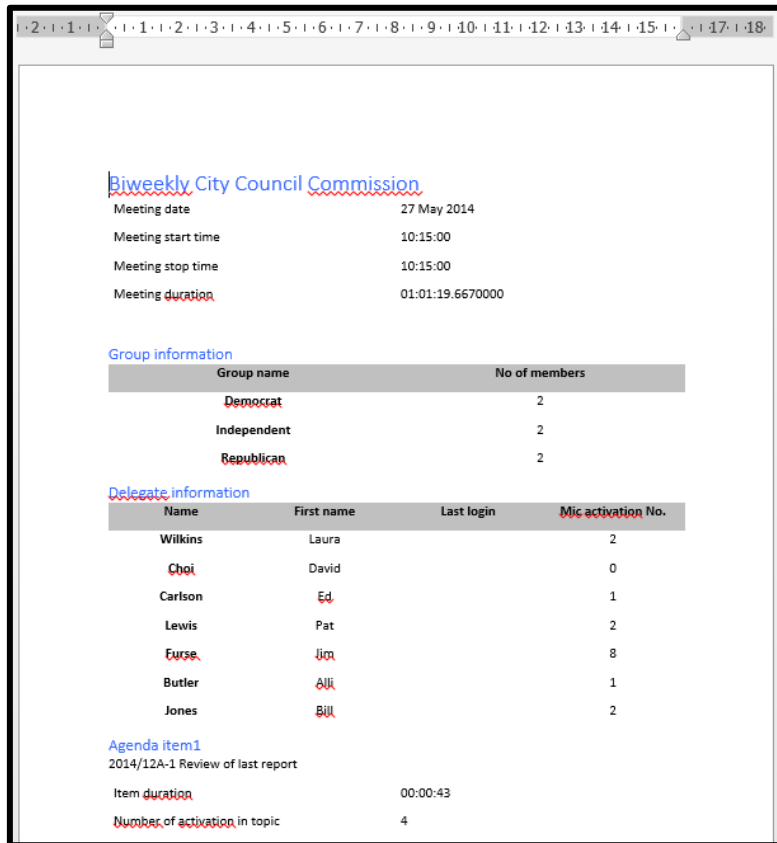 2 1 1 2 3 4 5 6 7 8 9 10 11 12 13 14 15 17 18
Biweekly City Council Commission
Meeting date 27 May 2014
Meeting start time 10:15:00
Meeting stop time 10:15:00
Meeting duration 01:01:19.6670000
Group information
Group name No of members
Democrat 2
Independent 2
Republican 2
Delegate information
Name First name Last login Mic activation No.
Wilkins Laura 2
Choi David 0
Carlson Ed 1
Lewis Pat 2
Furse Jim 8
Butler Alli 1
Jones Bill 2
Agenda item1
2014/12A-1 Review of last report
Item duration 00:00:43
Number of activation in topic 4